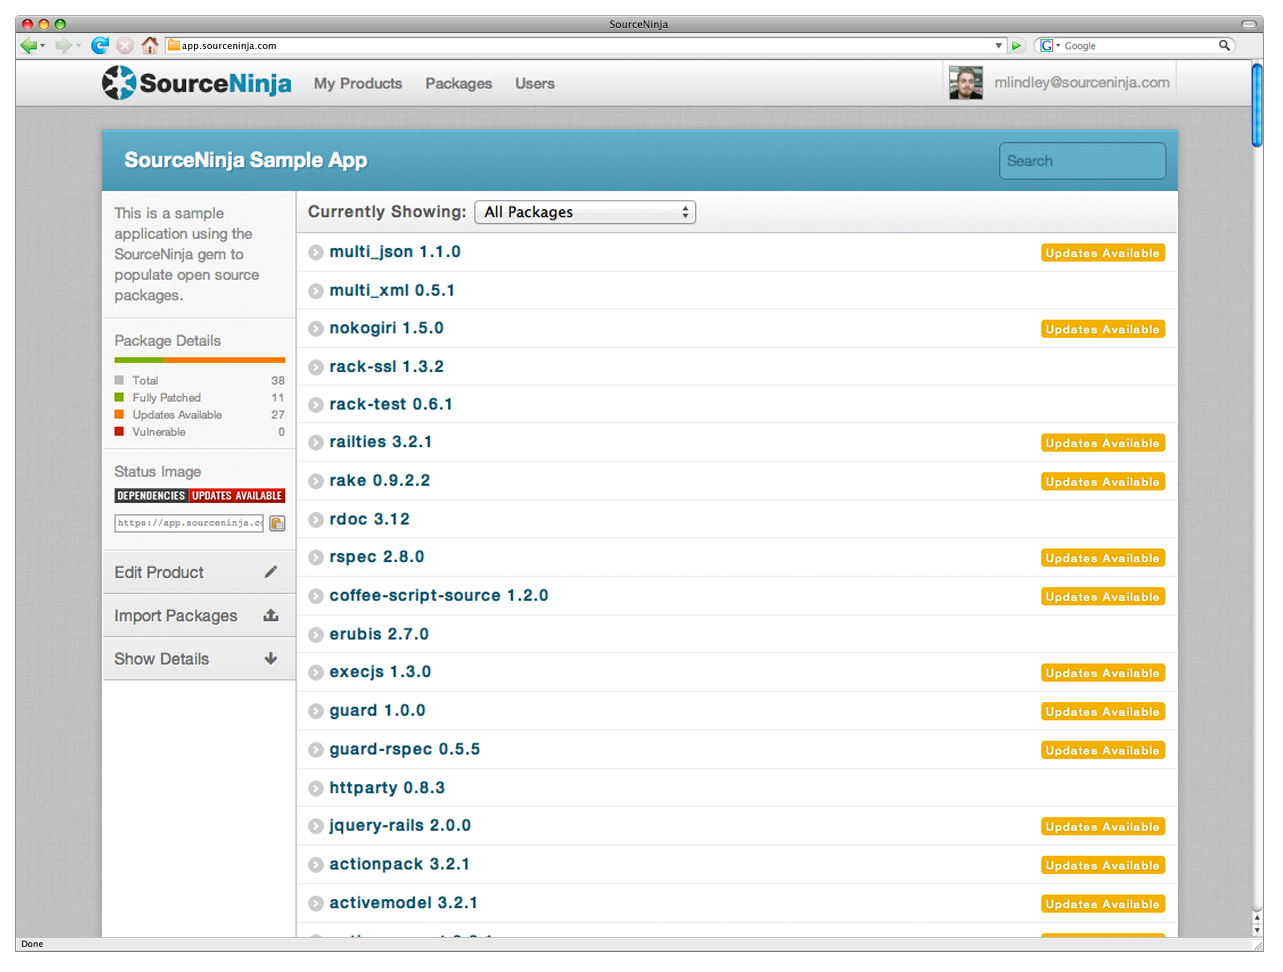 SourceNinja
app.sourceninja.com
Google
SourceNinja
My Products
Packages
Users
mlindley@sourceninja.com
SourceNinja Sample App
Search
This is a sample
application using the
SourceNinja gem to
populate open source
packages.
Package Details
Total 38
Fully Patched 11
Updates Available 27
Vulnerable 0
Status Image
DEPENDENCIES UPDATES AVAILABLE
https://app.sourceninja.co
Edit Product
Import Packages
Show Details
Currently Showing: All Packages
multi_json 1.1.0 Updates Available
multi_xml 0.5.1
nokogiri 1.5.0 Updates Available
rack-ssl 1.3.2
rack-test 0.6.1
railties 3.2.1 Updates Available
rake 0.9.2.2 Updates Available
rdoc 3.12
rspec 2.8.0 Updates Available
coffee-script-source 1.2.0 Updates Available
erubis 2.7.0
execjs 1.3.0 Updates Available
guard 1.0.0 Updates Available
guard-rspec 0.5.5 Updates Available
httparty 0.8.3
jquery-rails 2.0.0 Updates Available
actionpack 3.2.1 Updates Available
activemodel 3.2.1 Updates Available
Done